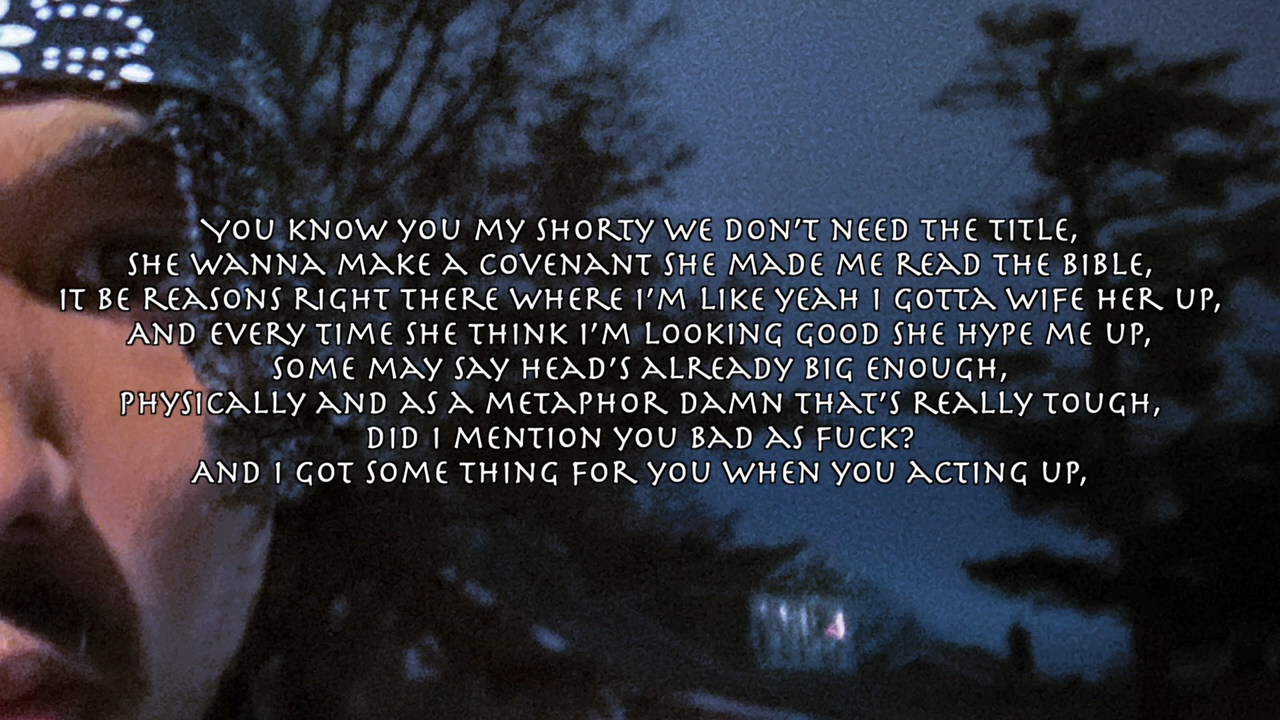 You know you my shorty we don't need the title,
She wanna make a covenant she made me read the bible,
It be reasons right there where I'm like yeah I gotta wife her up,
And every time she think I'm looking good she hype me up,
Some may say head's already big enough,
Physically and as a metaphor damn that's really tough,
Did I mention you bad as fuck?
And I got some thing for you when you acting up,